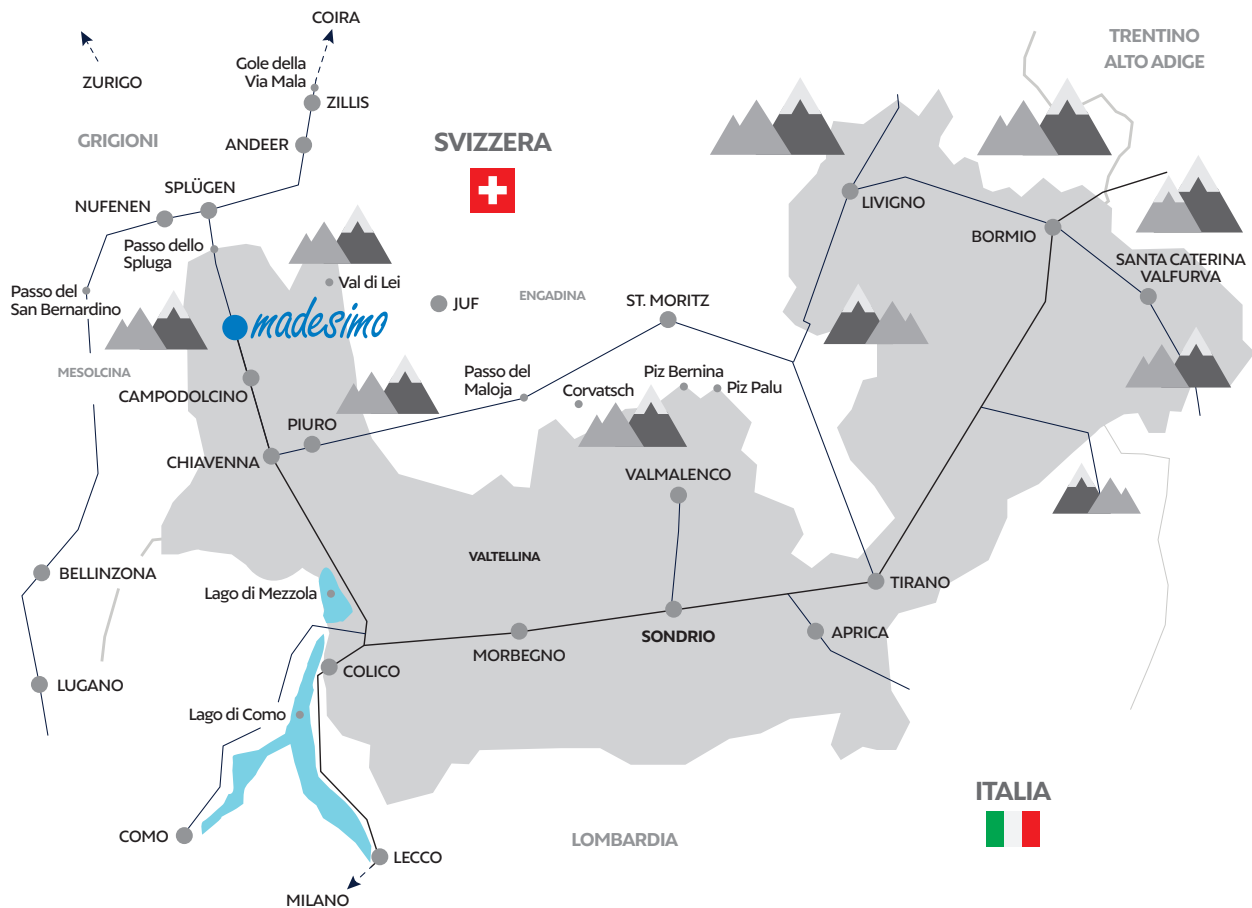 COIRA
ZURIGO
Gole della
Via Mala
ZILLIS
GRIGIONI
ANDEER
SVIZZERA
TRENTINO
ALTO ADIGE
SPLÜGEN
NUFENEN
LIVIGNO
BORMIO
Passo dello
Spluga
Val di Lei
SANTA CATERINA
VALFURVA
Passo del
San Bernardino
JUF
ENGADINA
ST. MORITZ
madesimo
MESOLCINA
CAMPODOLCINO
Passo del
Maloja
Corvatsch
Piz Bernina
Piz Palu
PIURO
CHIAVENNA
VALMALENCO
VALTELLINA
BELLINZONA
Lago di Mezzola
TIRANO
SONDRIO
APRICA
MORBEGNO
COLICO
LUGANO
Lago di Como
ITALIA
COMO
LOMBARDIA
LECCO
MILANO